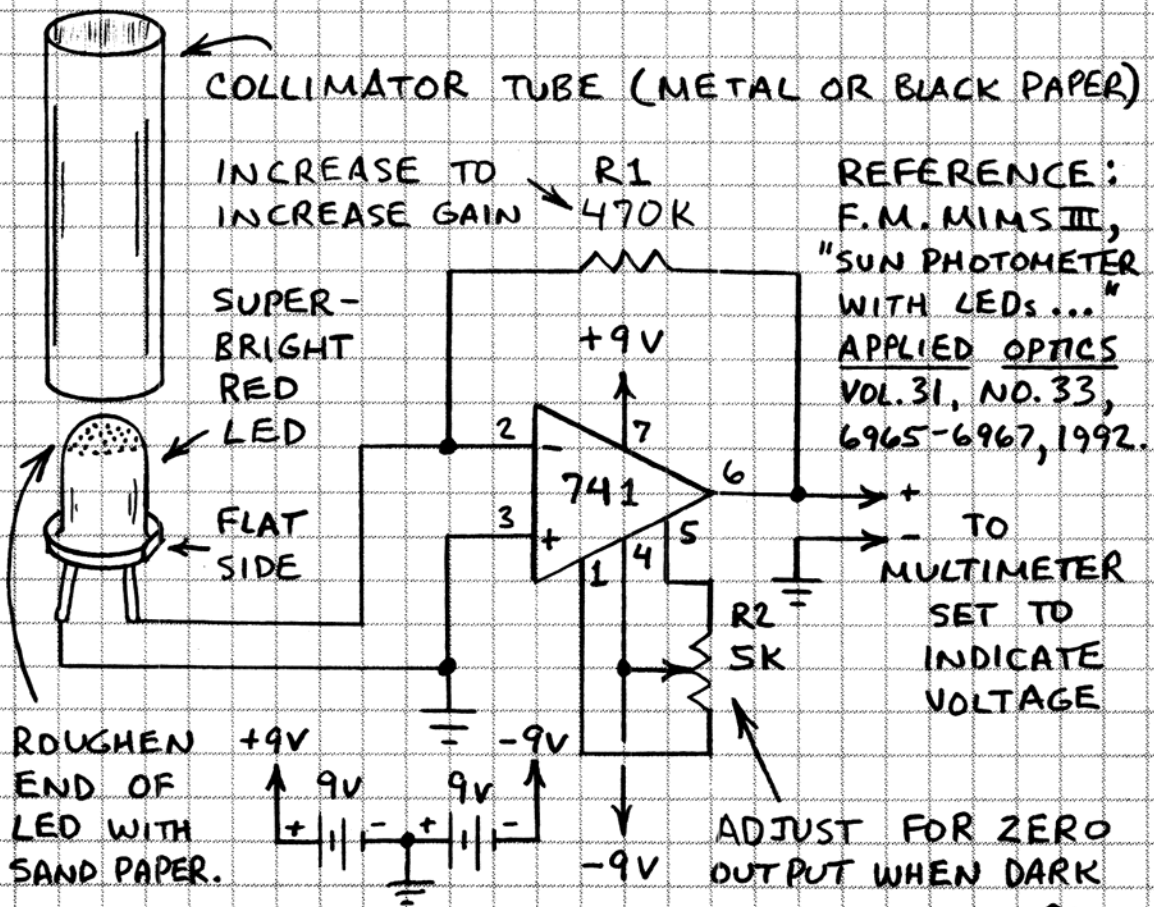 COLLIMATOR TUBE (METAL OR BLACK PAPER)
INCREASE TO
INCREASE GAIN
R1
470K
REFERENCE:
F.M. MIMS III,
"SUN PHOTOMETER
WITH LEDs..."
APPLIED OPTICS
VOL. 31, NO. 33,
6965-6967, 1992.
SUPER-
BRIGHT
RED
LED
+9V
2
-
7
741
6
+
3
+
5
4
1
-
TO
MULTIMETER
SET TO
INDICATE
VOLTAGE
FLAT
SIDE
R2
5K
ROUGHEN
END OF
LED WITH
SAND PAPER.
+9V
-9V
9V
9V
+
-
+
-
-9V
ADJUST FOR ZERO
OUTPUT WHEN DARK